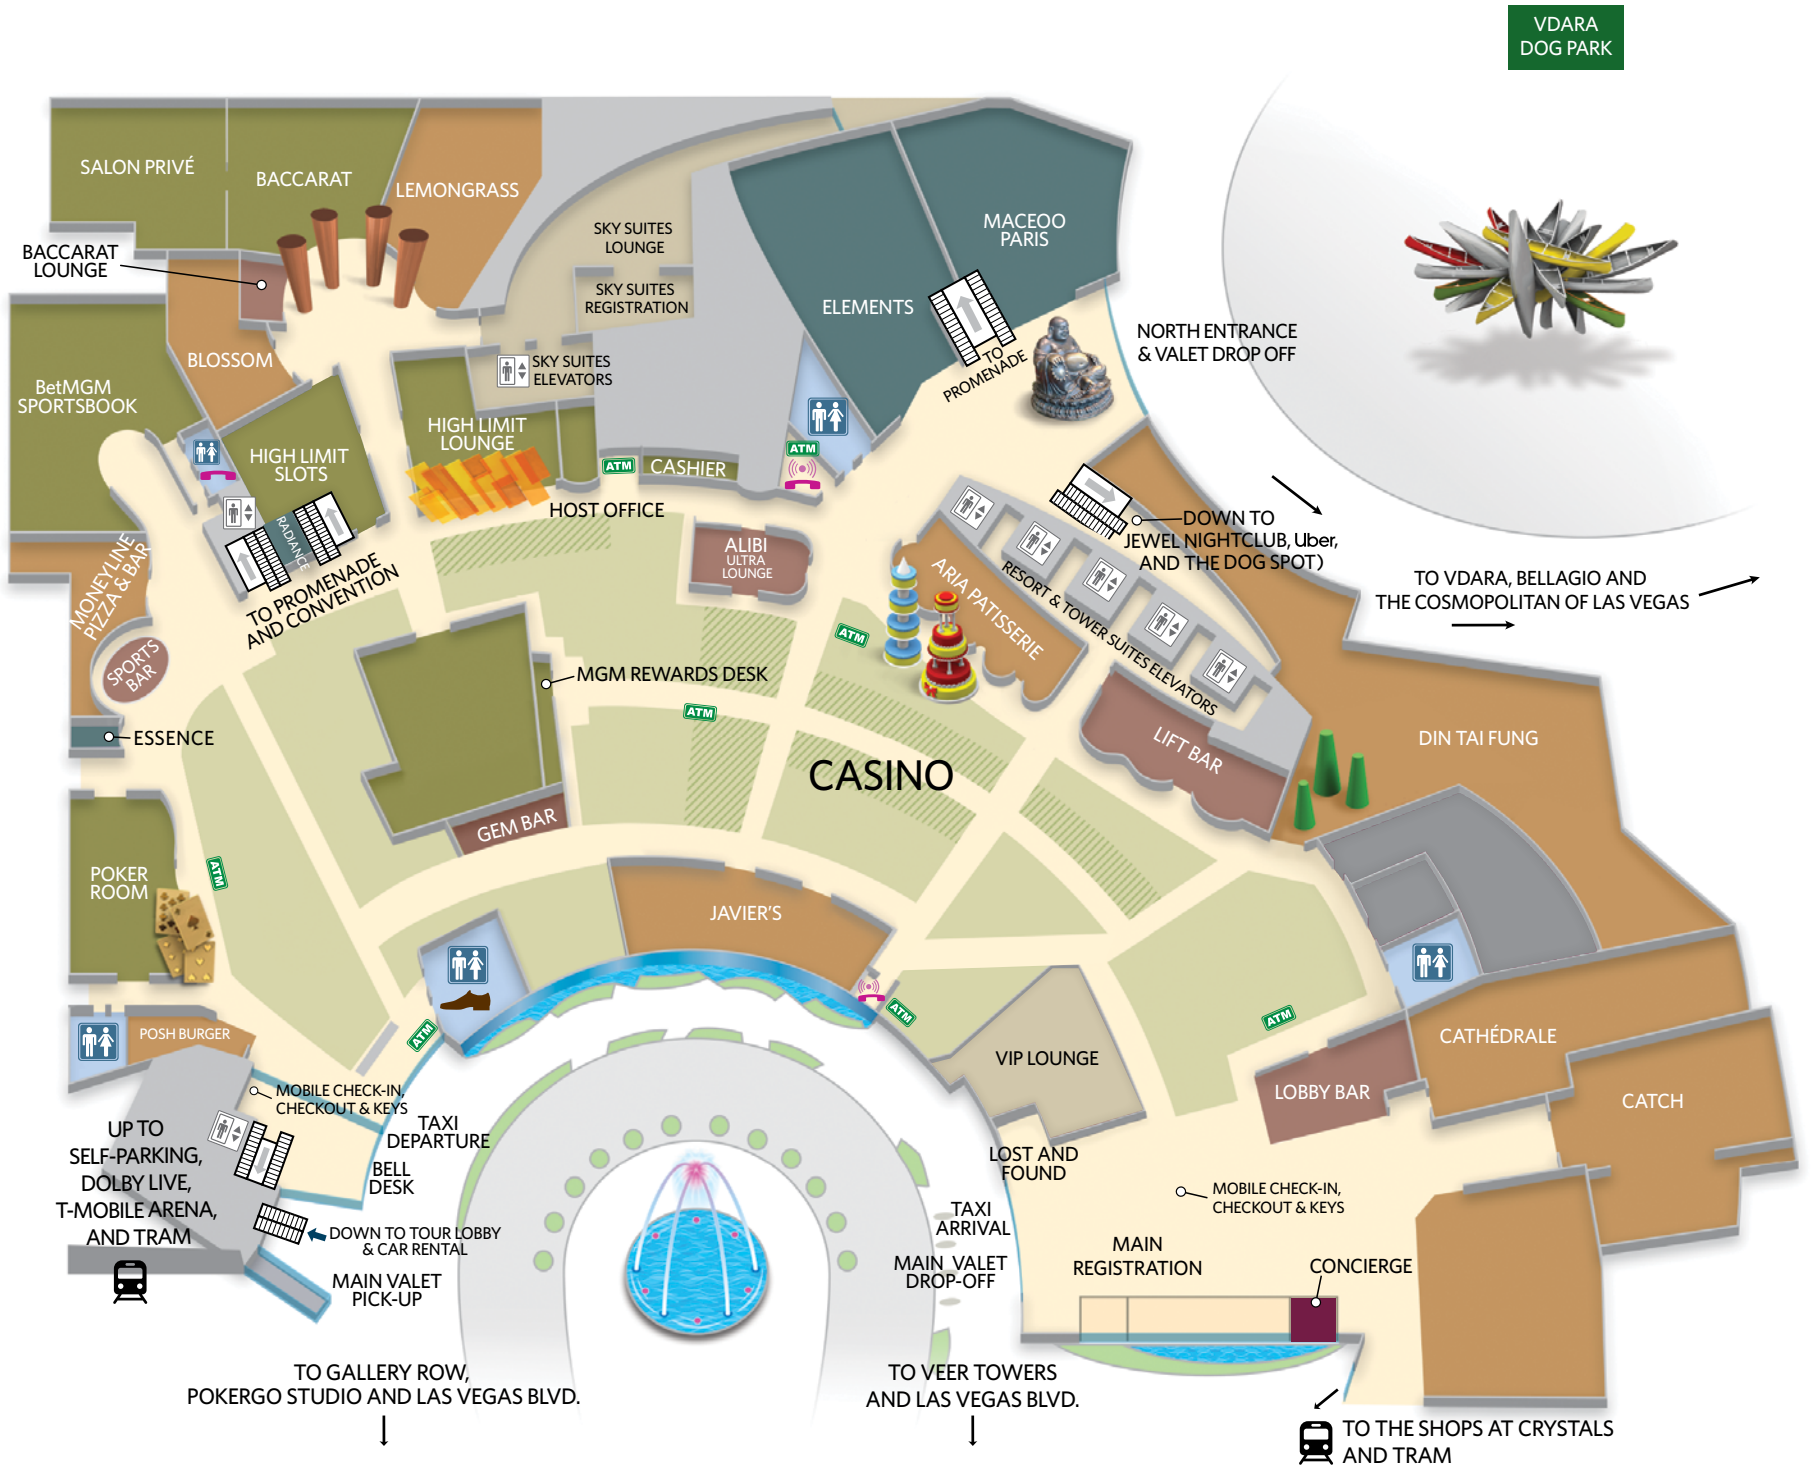 VDARA
DOG PARK
SALON PRIVÉ
BACCARAT
LEMONGRASS
BACCARAT
LOUNGE
SKY SUITES
LOUNGE
SKY SUITES
REGISTRATION
MACEOO
PARIS
ELEMENTS
TO
PROMENADE
NORTH ENTRANCE
& VALET DROP OFF
BLOSSOM
SKY SUITES
ELEVATORS
BetMGM
SPORTSBOOK
HIGH LIMIT
SLOTS
HIGH LIMIT
LOUNGE
ATM
CASHIER
ATM
HOST OFFICE
RADIANCE
TO PROMENADE
AND CONVENTION
MONEYLINE
PIZZA & BAR
SPORTS
BAR
ESSENCE
ALIBI
ULTRA
LOUNGE
ATM
ARIA PATISSERIE
RESORT & TOWER SUITES ELEVATORS
DOWN TO
JEWEL NIGHTCLUB, Uber,
AND THE DOG SPOT)
TO VDARA, BELLAGIO AND
THE COSMOPOLITAN OF LAS VEGAS
MGM REWARDS DESK
ATM
CASINO
LIFT BAR
DIN TAI FUNG
GEM BAR
POKER
ROOM
ATM
JAVIER'S
ATM
ATM
ATM
POSH BURGER
VIP LOUNGE
CATHÉDRALE
LOBBY BAR
CATCH
MOBILE CHECK-IN,
CHECKOUT & KEYS
TAXI
DEPARTURE
BELL
DESK
UP TO
SELF-PARKING,
DOLBY LIVE,
T-MOBILE ARENA,
AND TRAM
DOWN TO TOUR LOBBY
& CAR RENTAL
MAIN VALET
PICK-UP
LOST AND
FOUND
TAXI
ARRIVAL
MAIN VALET
DROP-OFF
MOBILE CHECK-IN,
CHECKOUT & KEYS
MAIN
REGISTRATION
CONCIERGE
TO GALLERY ROW,
POKERGO STUDIO AND LAS VEGAS BLVD.
TO VEER TOWERS
AND LAS VEGAS BLVD.
TO THE SHOPS AT CRYSTALS
AND TRAM